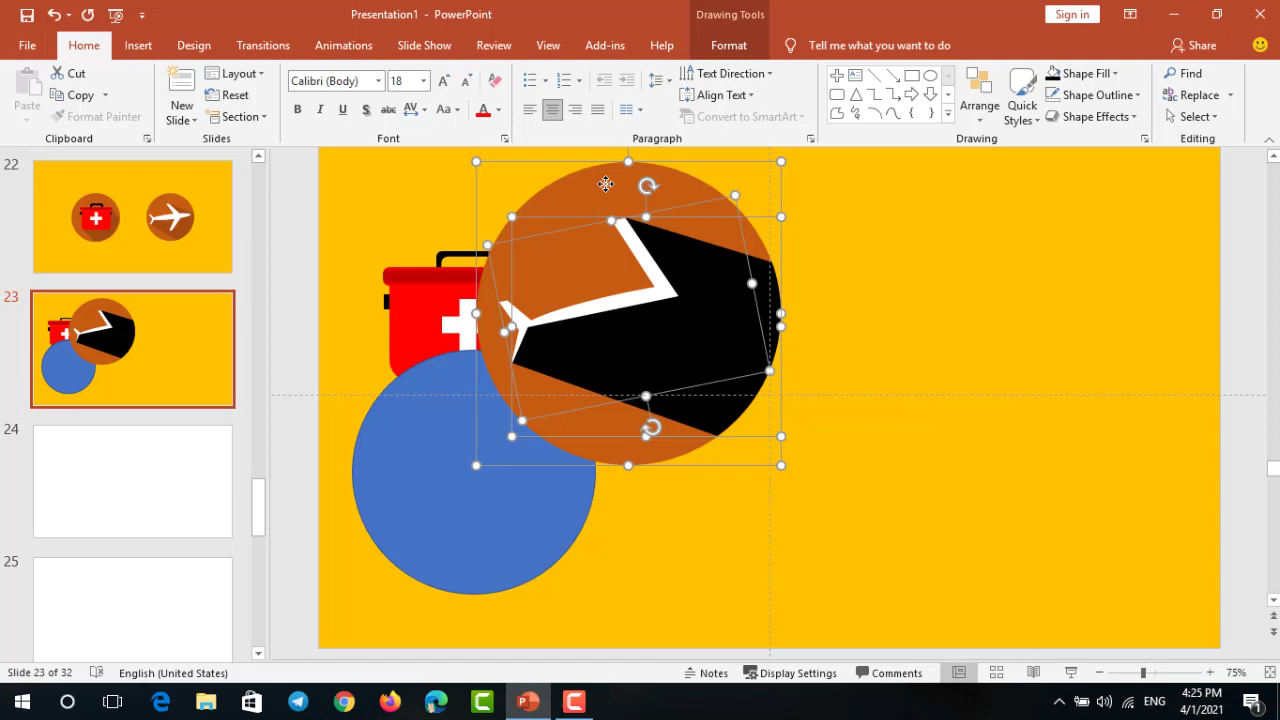 Presentation1 - PowerPoint
Drawing Tools
Sign in
File Home Insert Design Transitions Animations Slide Show Review View Add-ins Help Format Tell me what you want to do Share
Paste
Cut
Copy
Format Painter
Clipboard
New Slide
Layout
Reset
Section
Slides
Calibri (Body) 18
B I U S abc AV Aa A
Font
Text Direction
Align Text
Convert to SmartArt
Paragraph
Arrange
Quick Styles
Shape Fill
Shape Outline
Shape Effects
Drawing
Find
Replace
Select
Editing
22
23
24
25
Slide 23 of 32 English (United States) Notes Display Settings Comments 75%
ENG
4:25 PM
4/1/2021
1